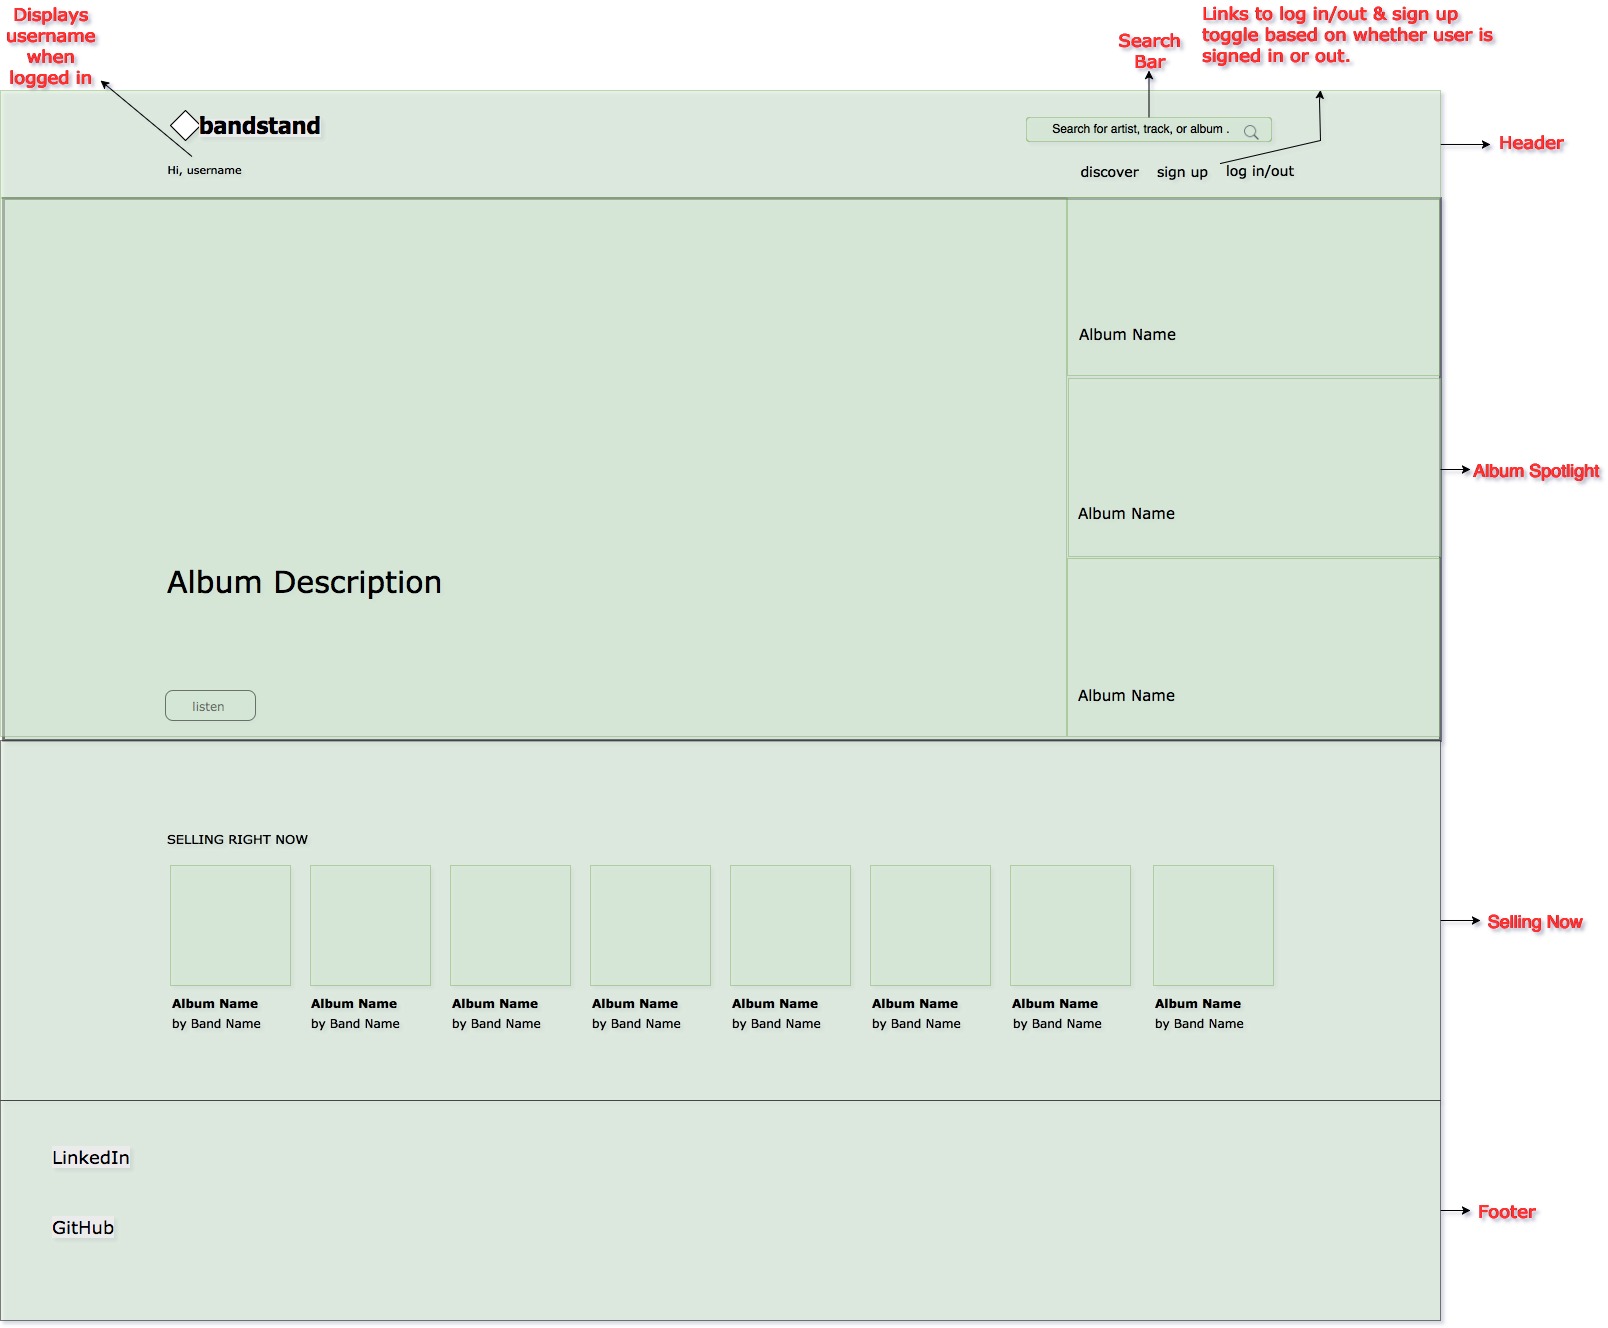 Displays
username
when
logged in
Search
Bar
Links to log in/out & sign up
toggle based on whether user is
signed in or out.
bandstand
Search for artist, track, or album .
Header
Hi, username
discover
sign up
log in/out
Album Name
Album Spotlight
Album Name
Album Description
Album Name
listen
SELLING RIGHT NOW
Selling Now
Album Name
by Band Name
Album Name
by Band Name
Album Name
by Band Name
Album Name
by Band Name
Album Name
by Band Name
Album Name
by Band Name
Album Name
by Band Name
Album Name
by Band Name
LinkedIn
GitHub
Footer